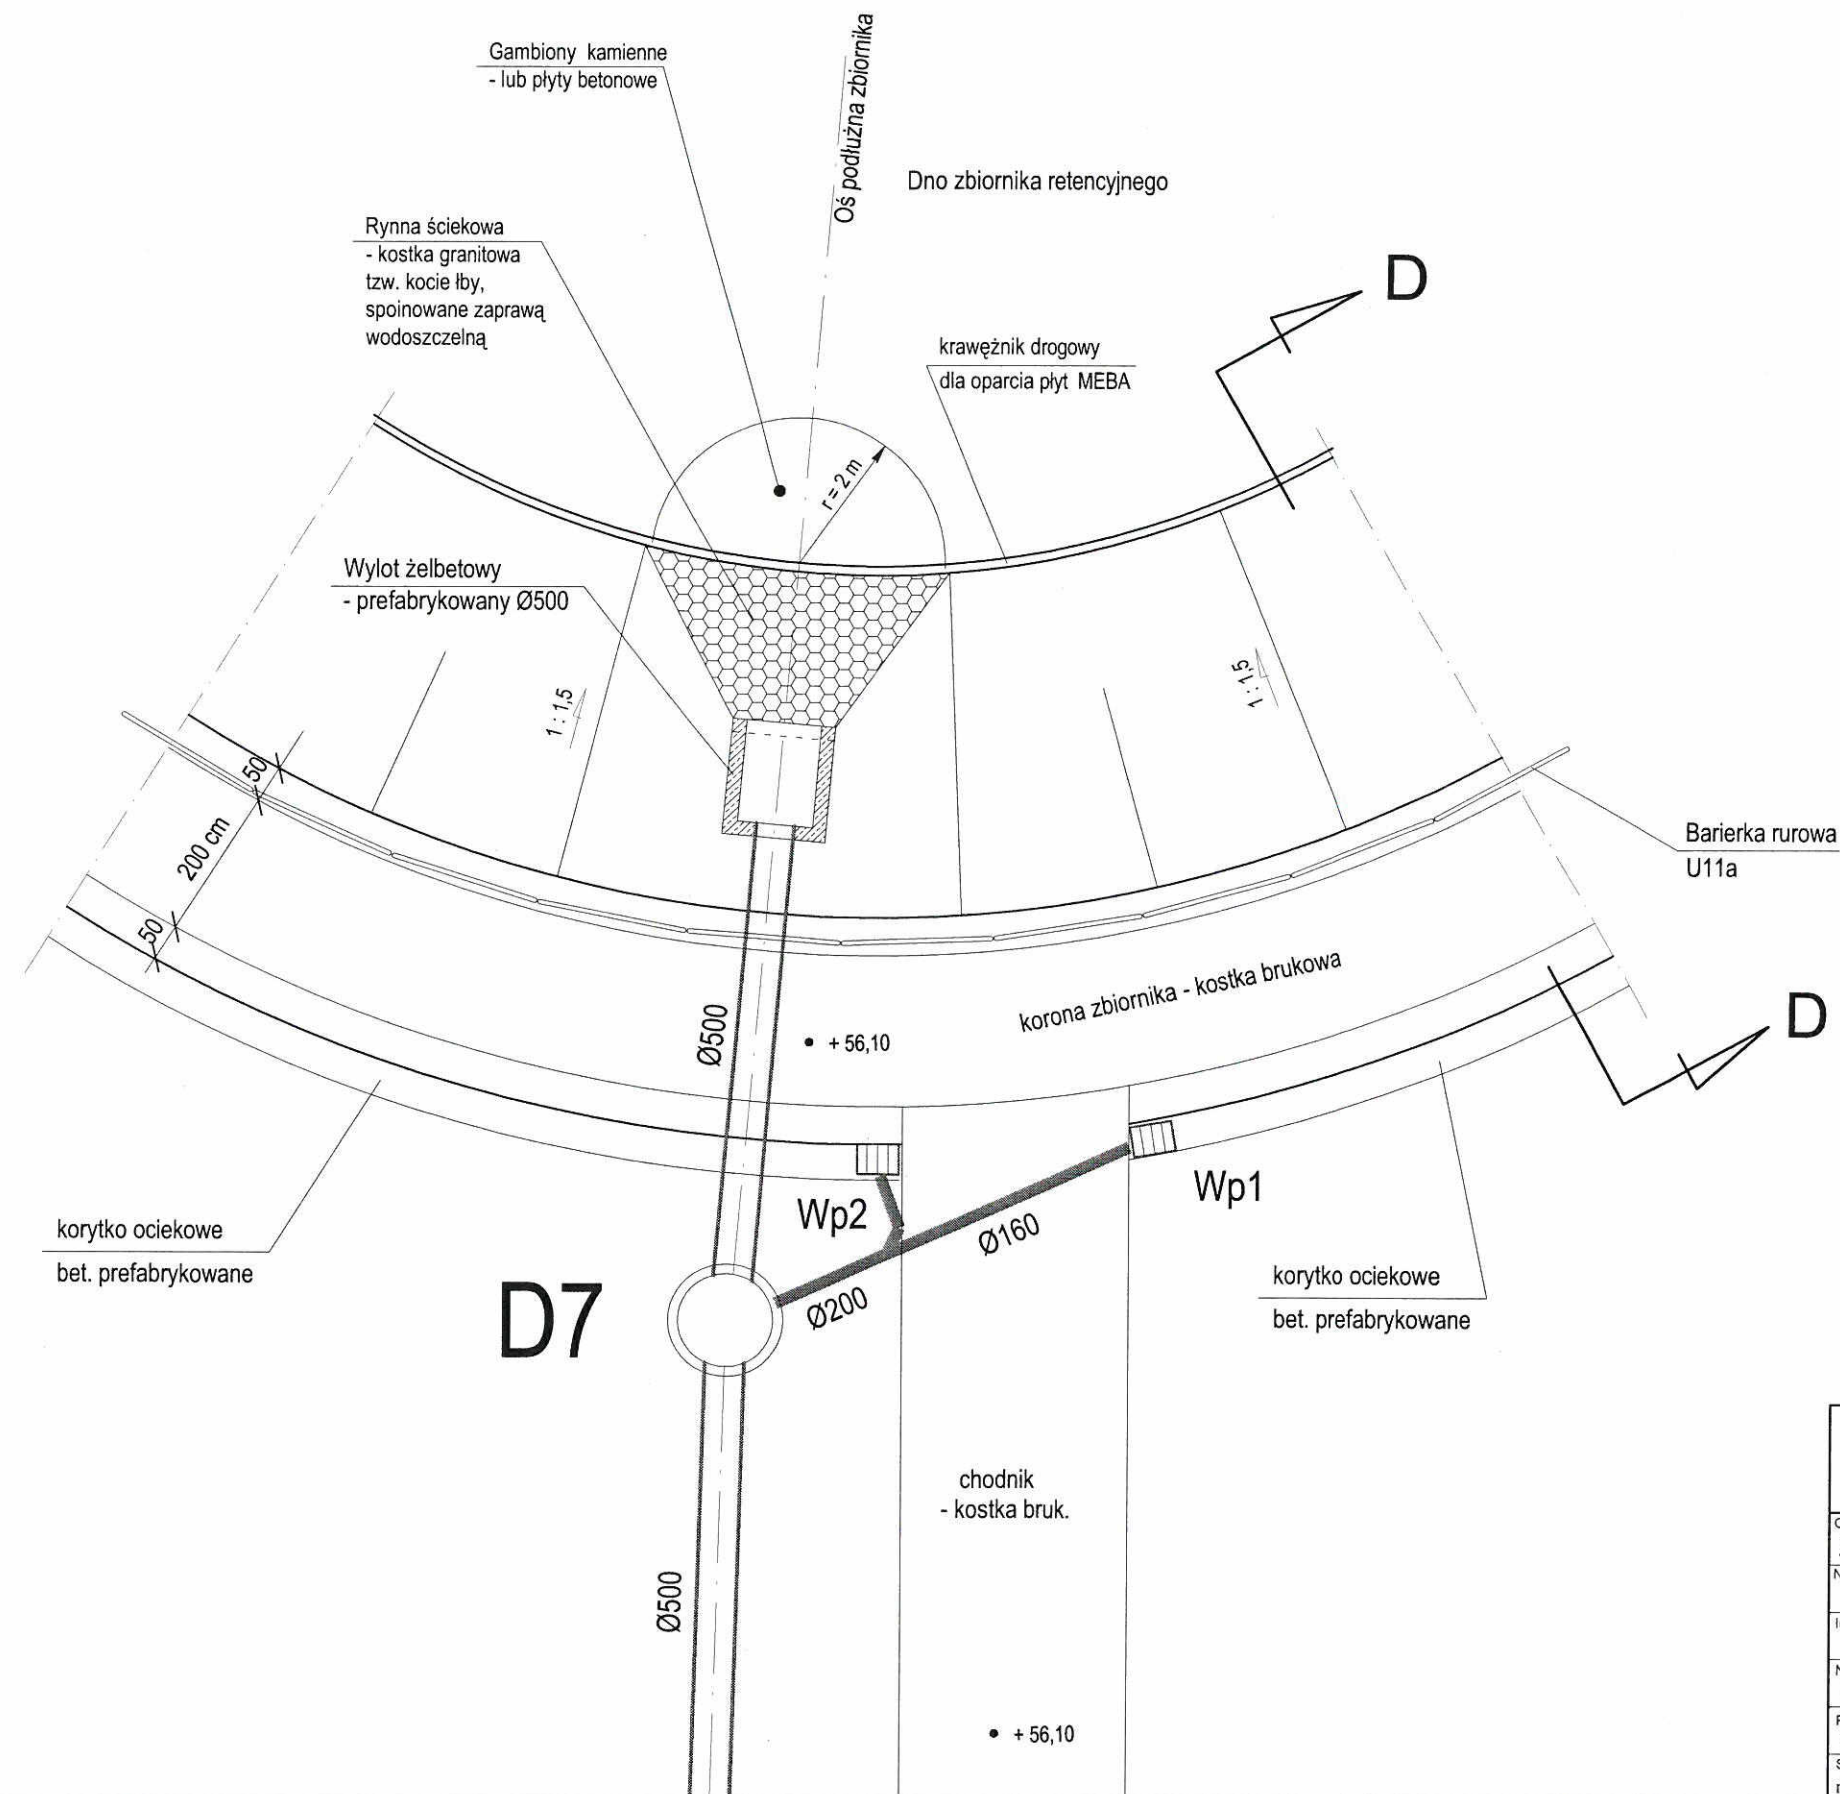 Gambiony kamienne
- lub płyty betonowe
Oś podłużna zbiornika
Dno zbiornika retencyjnego
Rynna ściekowa
- kostka granitowa
tzw. kocie łby,
spoinowane zaprawą
wodoszczelną
D
krawężnik drogowy
dla oparcia płyt MEBA
r = 2 m
Wylot żelbetowy
- prefabrykowany Ø500
1 : 1,5
1 : 1,5
50
200 cm
50
Barierka rurowa
U11a
korona zbiornika - kostka brukowa
Ø500
+ 56,10
D
Wp2
Wp1
Ø160
Ø200
korytko ociekowe
bet. prefabrykowane
D7
korytko ociekowe
bet. prefabrykowane
chodnik
- kostka bruk.
Ø500
+ 56,10